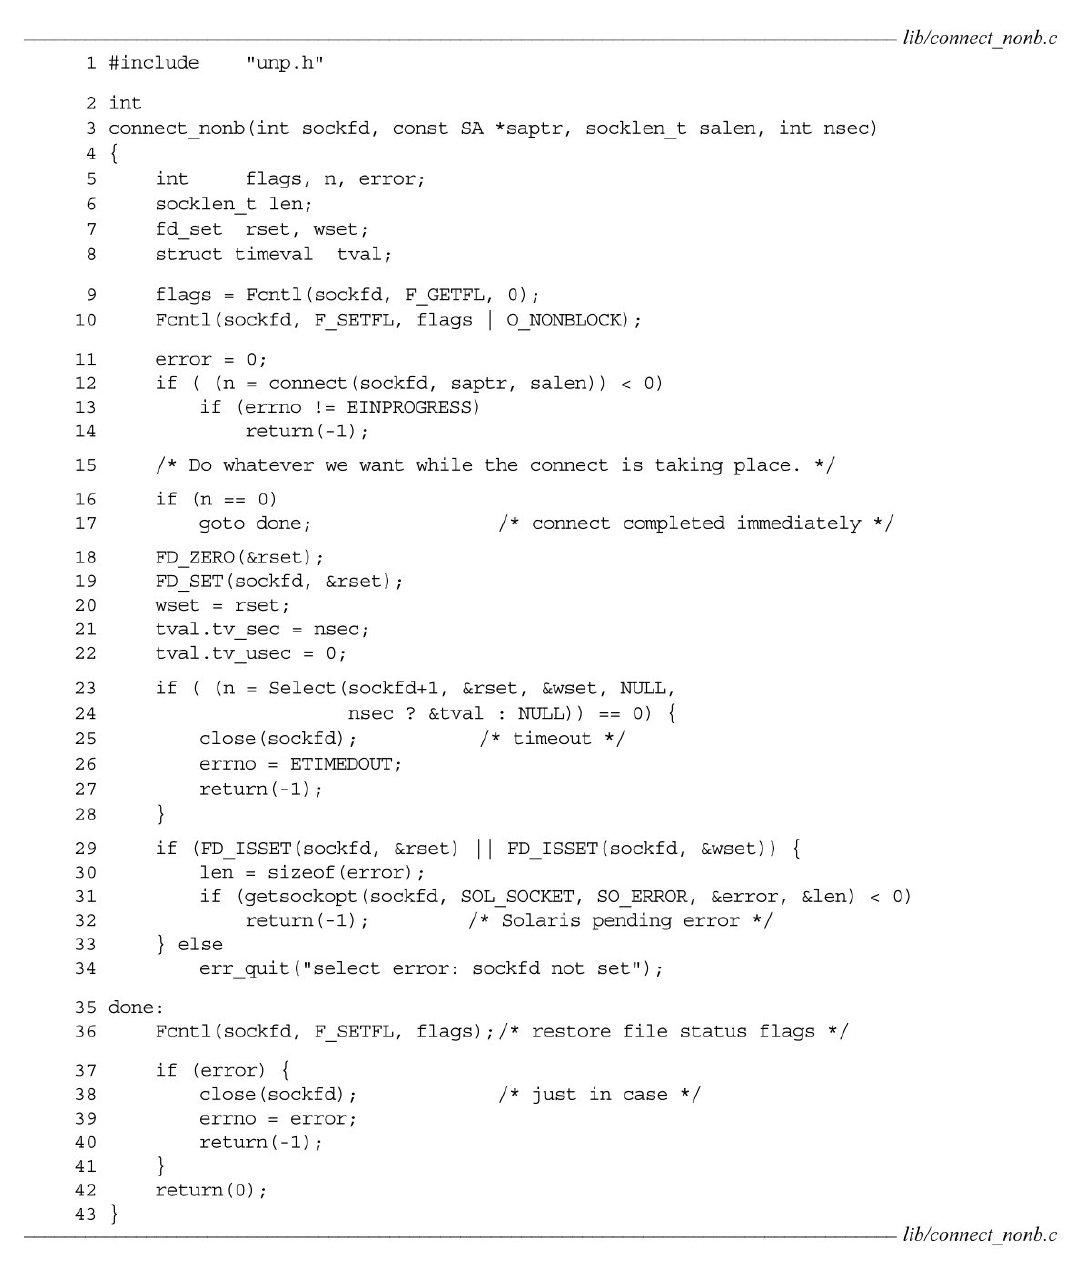 lib/connect_nonb.c
1 #include    "unp.h"
2 int
3 connect_nonb(int sockfd, const SA *saptr, socklen_t salen, int nsec)
4 {
5     int     flags, n, error;
6     socklen_t len;
7     fd_set  rset, wset;
8     struct timeval  tval;
9     flags = Fcntl(sockfd, F_GETFL, 0);
10     Fcntl(sockfd, F_SETFL, flags | O_NONBLOCK);
11     error = 0;
12     if ( (n = connect(sockfd, saptr, salen)) < 0)
13         if (errno != EINPROGRESS)
14             return(-1);
15     /* Do whatever we want while the connect is taking place. */
16     if (n == 0)
17         goto done;                /* connect completed immediately */
18     FD_ZERO(&rset);
19     FD_SET(sockfd, &rset);
20     wset = rset;
21     tval.tv_sec = nsec;
22     tval.tv_usec = 0;
23     if ( (n = Select(sockfd+1, &rset, &wset, NULL,
24                      nsec ? &tval : NULL)) == 0) {
25         close(sockfd);           /* timeout */
26         errno = ETIMEDOUT;
27         return(-1);
28     }
29     if (FD_ISSET(sockfd, &rset) || FD_ISSET(sockfd, &wset)) {
30         len = sizeof(error);
31         if (getsockopt(sockfd, SOL_SOCKET, SO_ERROR, &error, &len) < 0)
32             return(-1);         /* Solaris pending error */
33     } else
34         err_quit("select error: sockfd not set");
35 done:
36     Fcntl(sockfd, F_SETFL, flags);/* restore file status flags */
37     if (error) {
38         close(sockfd);            /* just in case */
39         errno = error;
40         return(-1);
41     }
42     return(0);
43 }
lib/connect_nonb.c